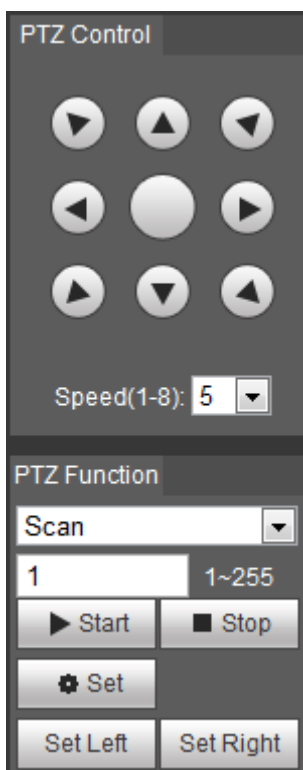 PTZ Control
Speed(1-8): 5
PTZ Function
Scan
1 1~255
Start Stop
Set
Set Left Set Right